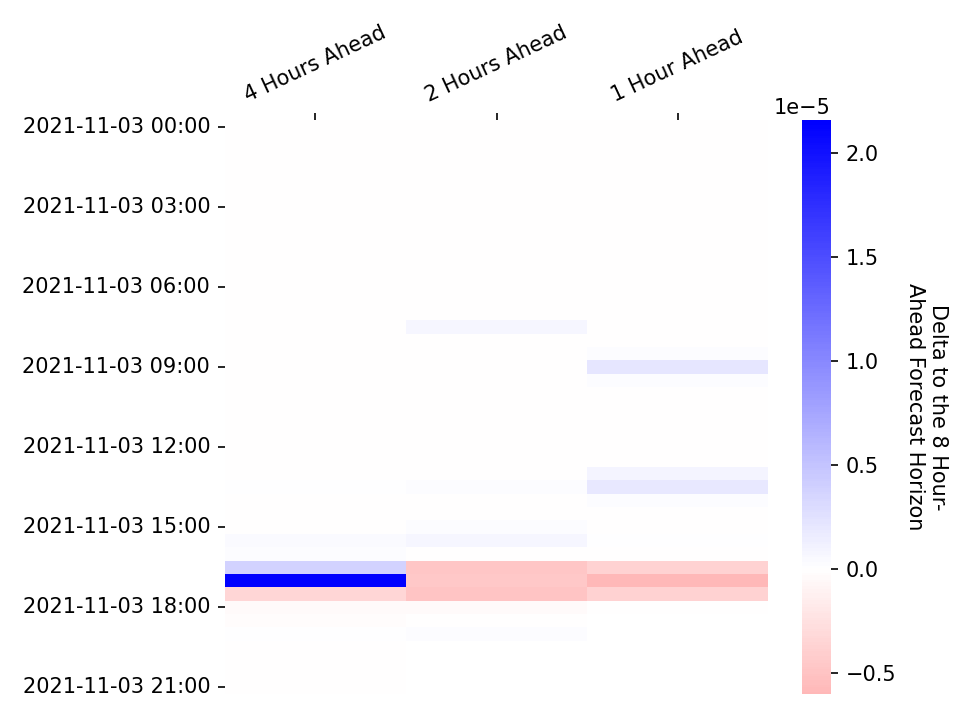 4 Hours Ahead
2 Hours Ahead
1 Hour Ahead
1e−5
2021-11-03 00:00
2021-11-03 03:00
2021-11-03 06:00
2021-11-03 09:00
2021-11-03 12:00
2021-11-03 15:00
2021-11-03 18:00
2021-11-03 21:00
2.0
1.5
1.0
0.5
0.0
−0.5
Delta to the 8 Hour-
Ahead Forecast Horizon